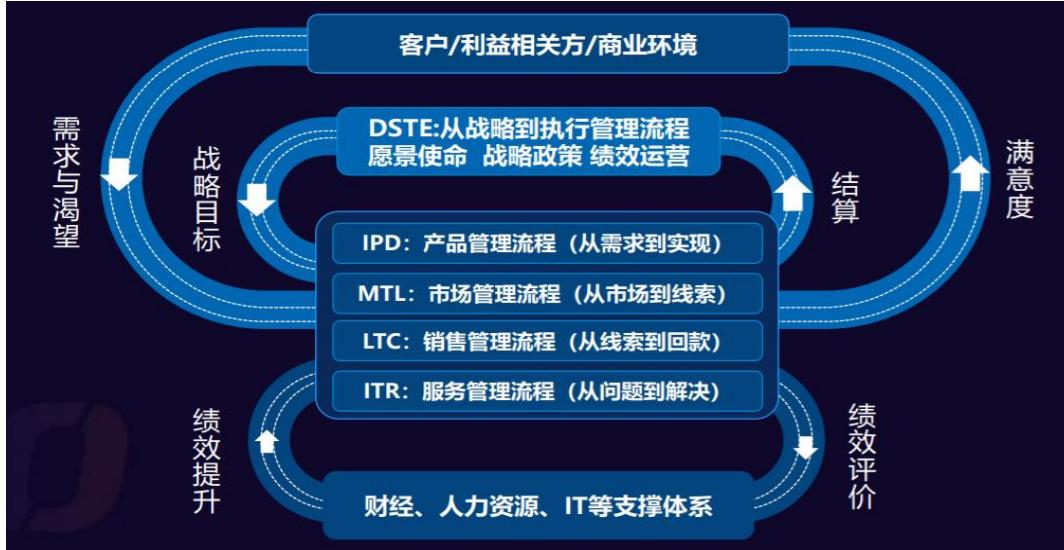 客户/利益相关方/商业环境
需求与渴望
战略目标
DSTE:从战略到执行管理流程
愿景使命 战略政策 绩效运营
结算
满意度
IPD：产品管理流程（从需求到实现）
MTL：市场管理流程（从市场到线索）
LTC：销售管理流程（从线索到回款）
ITR：服务管理流程（从问题到解决）
绩效提升
绩效评价
财经、人力资源、IT等支撑体系